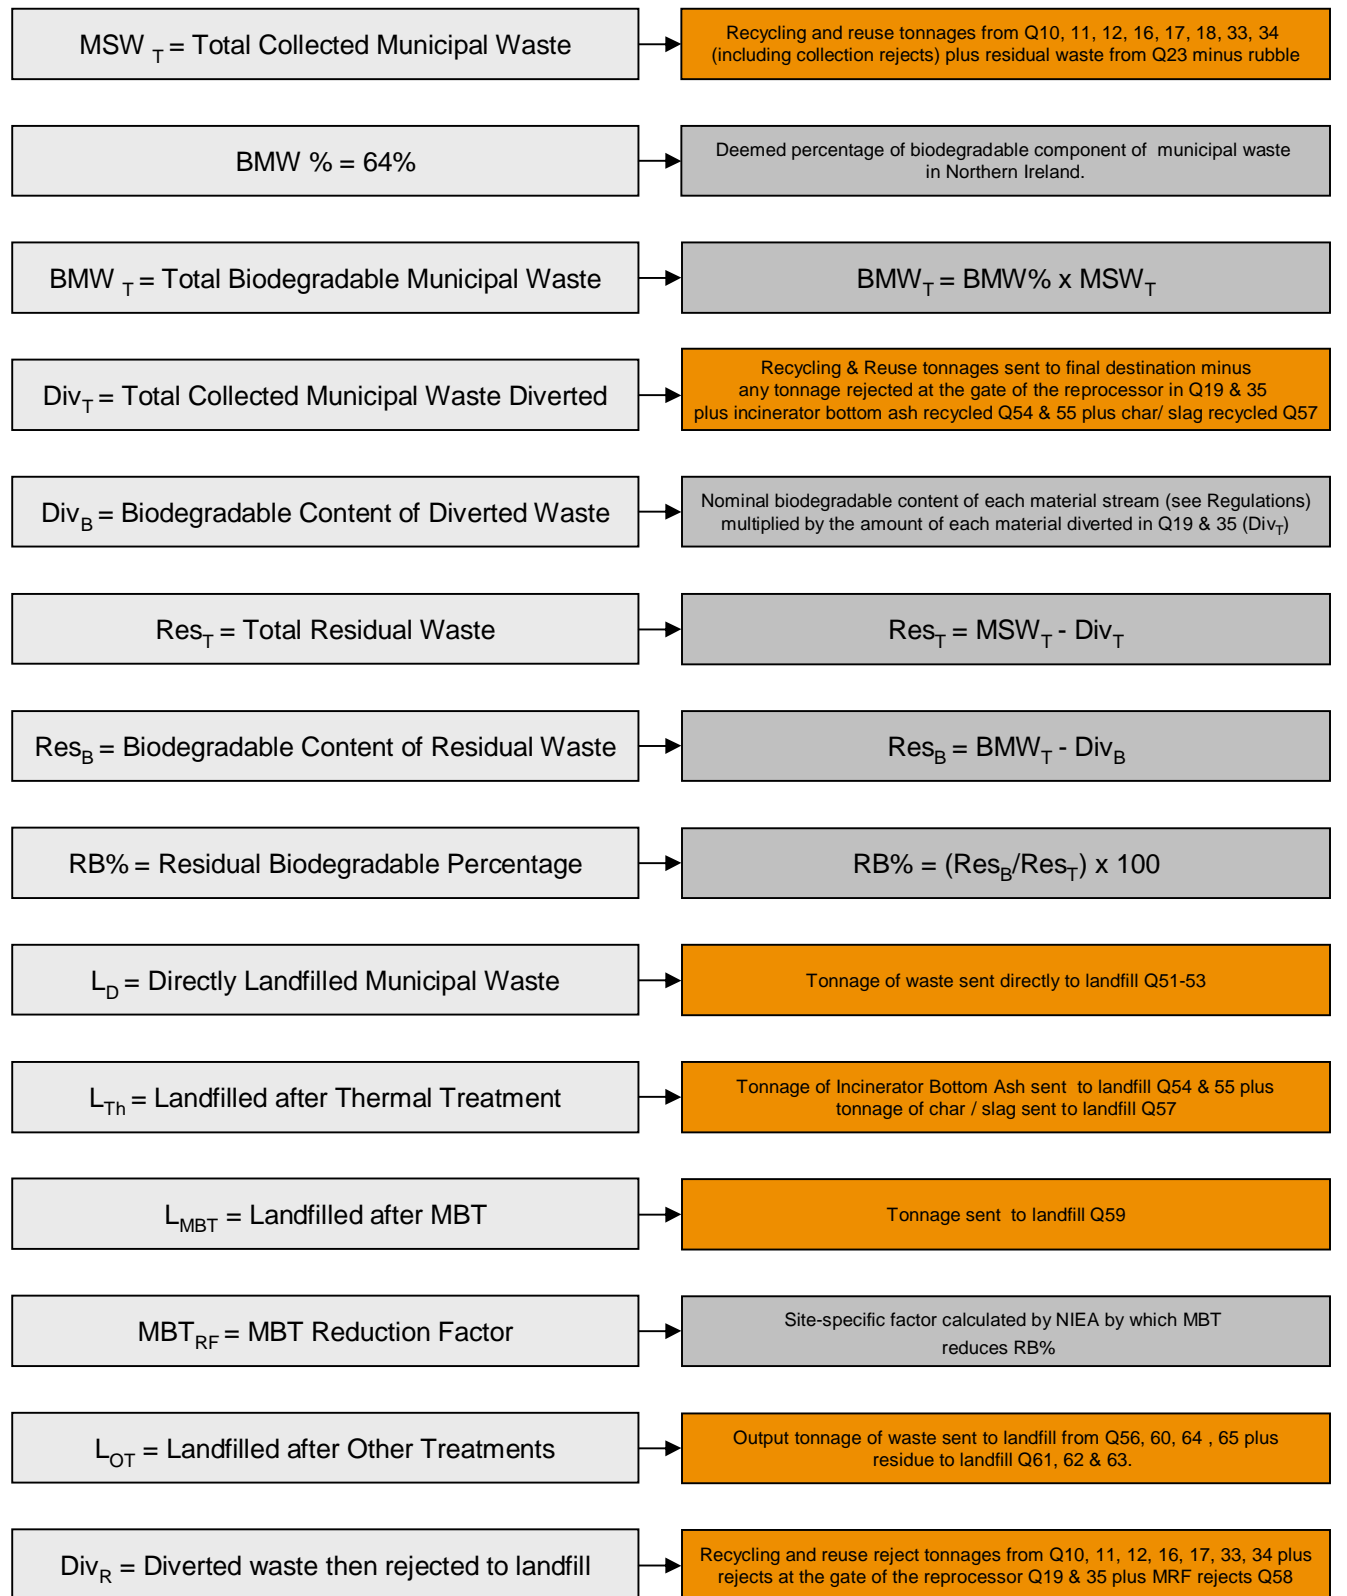 MSW T = Total Collected Municipal Waste
Recycling and reuse tonnages from Q10, 11, 12, 16, 17, 18, 33, 34
(including collection rejects) plus residual waste from Q23 minus rubble
BMW % = 64%
Deemed percentage of biodegradable component of municipal waste
in Northern Ireland.
BMW T = Total Biodegradable Municipal Waste
BMWT = BMW% x MSWT
DivT = Total Collected Municipal Waste Diverted
Recycling & Reuse tonnages sent to final destination minus
any tonnage rejected at the gate of the reprocessor in Q19 & 35
plus incinerator bottom ash recycled Q54 & 55 plus char/ slag recycled Q57
DivB = Biodegradable Content of Diverted Waste
Nominal biodegradable content of each material stream (see Regulations)
multiplied by the amount of each material diverted in Q19 & 35 (DivT)
ResT = Total Residual Waste
ResT = MSWT - DivT
ResB = Biodegradable Content of Residual Waste
ResB = BMWT - DivB
RB% = Residual Biodegradable Percentage
RB% = (ResB/ResT) x 100
LD = Directly Landfilled Municipal Waste
Tonnage of waste sent directly to landfill Q51-53
LTh = Landfilled after Thermal Treatment
Tonnage of Incinerator Bottom Ash sent to landfill Q54 & 55 plus
tonnage of char / slag sent to landfill Q57
LMBT = Landfilled after MBT
Tonnage sent to landfill Q59
MBTRF = MBT Reduction Factor
Site-specific factor calculated by NIEA by which MBT
reduces RB%
LOT = Landfilled after Other Treatments
Output tonnage of waste sent to landfill from Q56, 60, 64 , 65 plus
residue to landfill Q61, 62 & 63.
DivR = Diverted waste then rejected to landfill
Recycling and reuse reject tonnages from Q10, 11, 12, 16, 17, 33, 34 plus
rejects at the gate of the reprocessor Q19 & 35 plus MRF rejects Q58